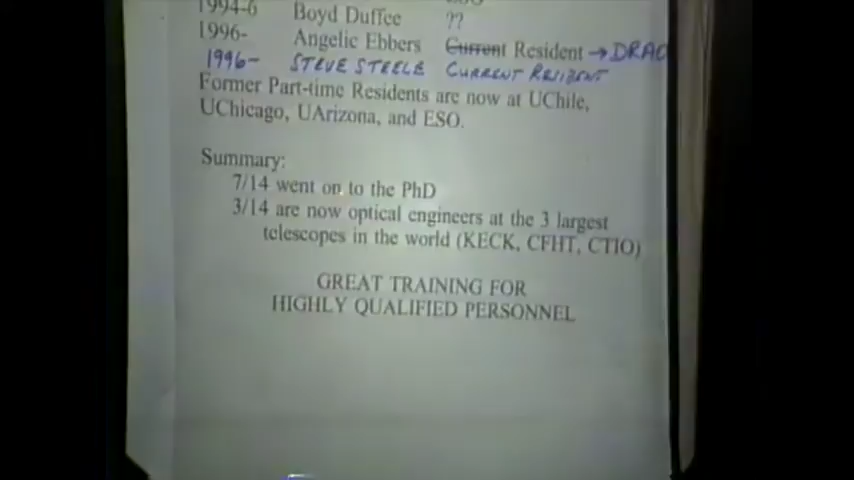 1994-6 Boyd Duffee ??
1996- Angelic Ebbers Current Resident → DRAO
1996- STEVE STEELE CURRENT RESIDENT
Former Part-time Residents are now at UChile,
UChicago, UArizona, and ESO.
Summary:
7/14 went on to the PhD
3/14 are now optical engineers at the 3 largest
telescopes in the world (KECK, CFHT, CTIO)
GREAT TRAINING FOR
HIGHLY QUALIFIED PERSONNEL